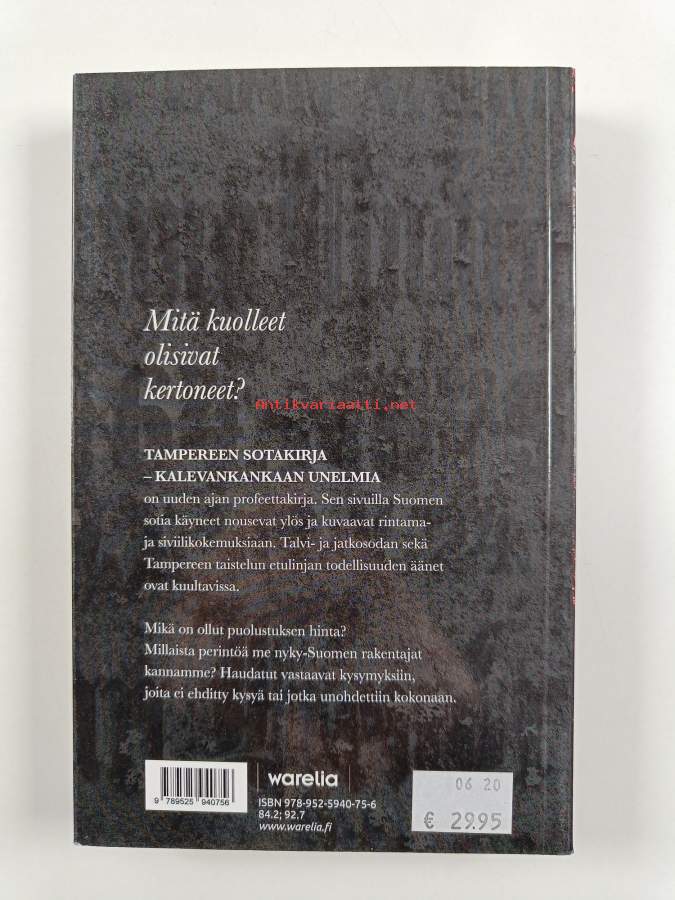 Mitä kuolleet
olisivat
kertoneet?
Antikvariaatti.net
TAMPEREEN SOTAKIRJA
– KALEVANKANKAAN UNELMIA
on uuden ajan profeettakirja. Sen sivuilla Suomen
sotia käyneet nousevat ylös ja kuvaavat rintama-
ja siviilikokemuksiaan. Talvi- ja jatkosodan sekä
Tampereen taistelun etulinjan todellisuuden äänet
ovat kuultavissa.
Mikä on ollut puolustuksen hinta?
Millaista perintöä me nyky-Suomen rakentajat
kannamme? Haudatut vastaavat kysymyksiin,
joita ei ehditty kysyä tai jotka unohdettiin kokonaan.
9 789525 940756
warelia
ISBN 978-952-5940-75-6
84.2; 92.7
www.warelia.fi
06 20
€ 29.95